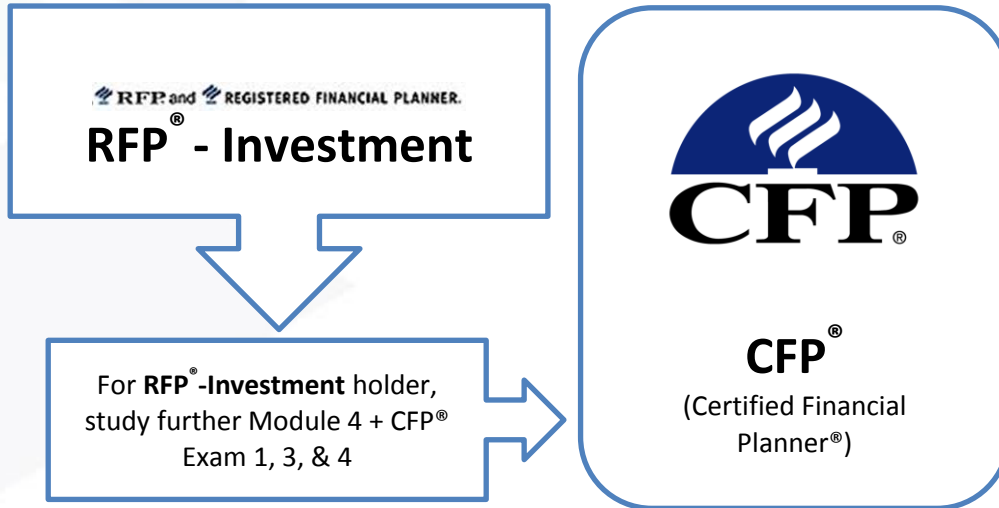 RFP. and REGISTERED FINANCIAL PLANNER.
RFP® - Investment
For RFP®-Investment holder,
study further Module 4 + CFP®
Exam 1, 3, & 4
CFP®
CFP®
(Certified Financial
Planner®)